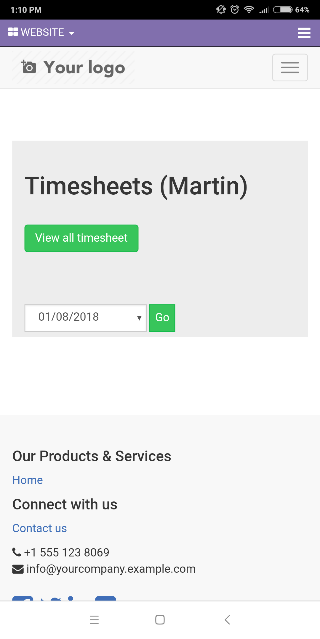 1:10 PM 64%
WEBSITE
Your logo
Timesheets (Martin)
View all timesheet
01/08/2018 Go
Our Products & Services
Home
Connect with us
Contact us
+1 555 123 8069
info@yourcompany.example.com